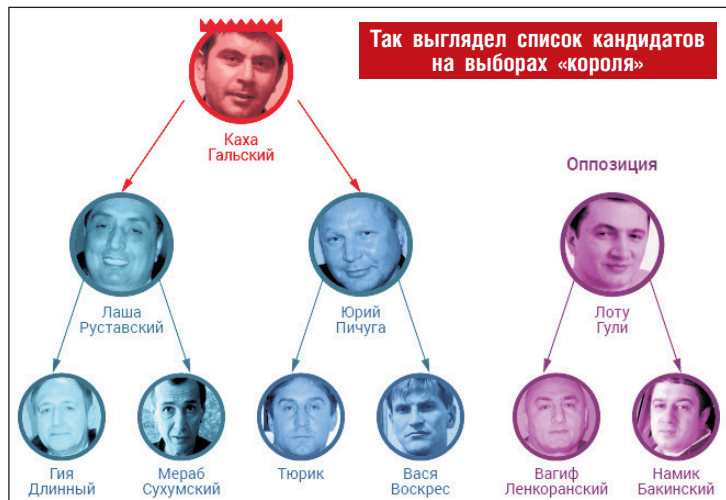 Так выглядел список кандидатов
на выборах «короля»
Каха
Гальский
Оппозиция
Лаша
Руставский
Юрий
Пичуга
Лоту
Гули
Гия
Длинный
Мераб
Сухумский
Тюрик
Вася
Воскрес
Вагиф
Ленкоранский
Намик
Бакинский